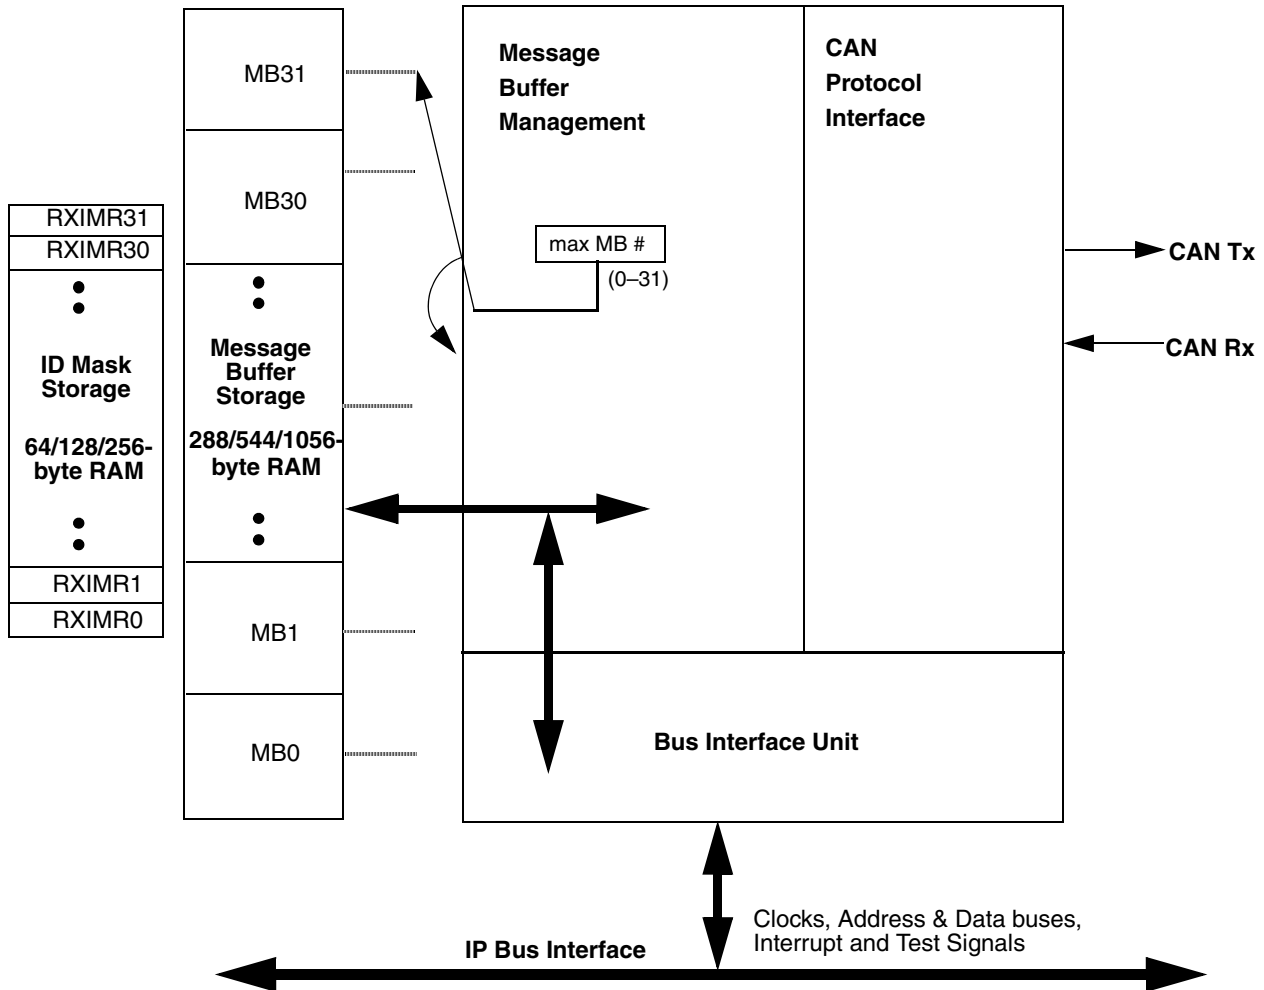 RXIMR31
RXIMR30
ID Mask
Storage
64/128/256-
byte RAM
RXIMR1
RXIMR0
MB31
MB30
Message
Buffer
Storage
288/544/1056-
byte RAM
MB1
MB0
Message
Buffer
Management
max MB #
(0–31)
CAN
Protocol
Interface
CAN Tx
CAN Rx
Bus Interface Unit
Clocks, Address & Data buses,
Interrupt and Test Signals
IP Bus Interface